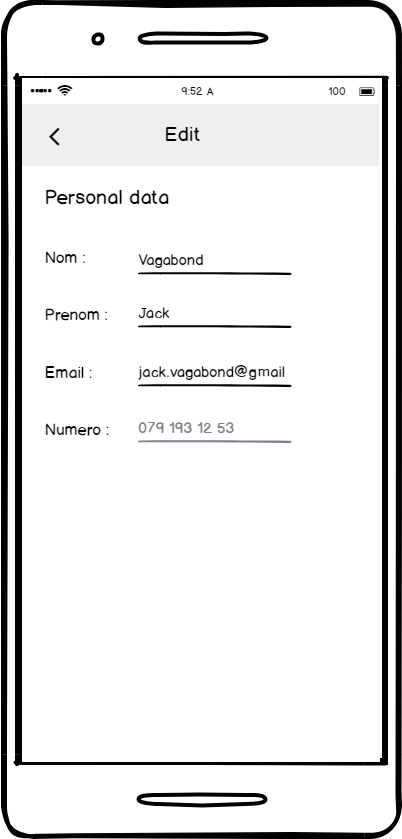 9:52 A 100
Edit
Personal data
Nom : Vagabond
Prenom : Jack
Email : jack.vagabond@gmail
Numero : 079 193 12 53